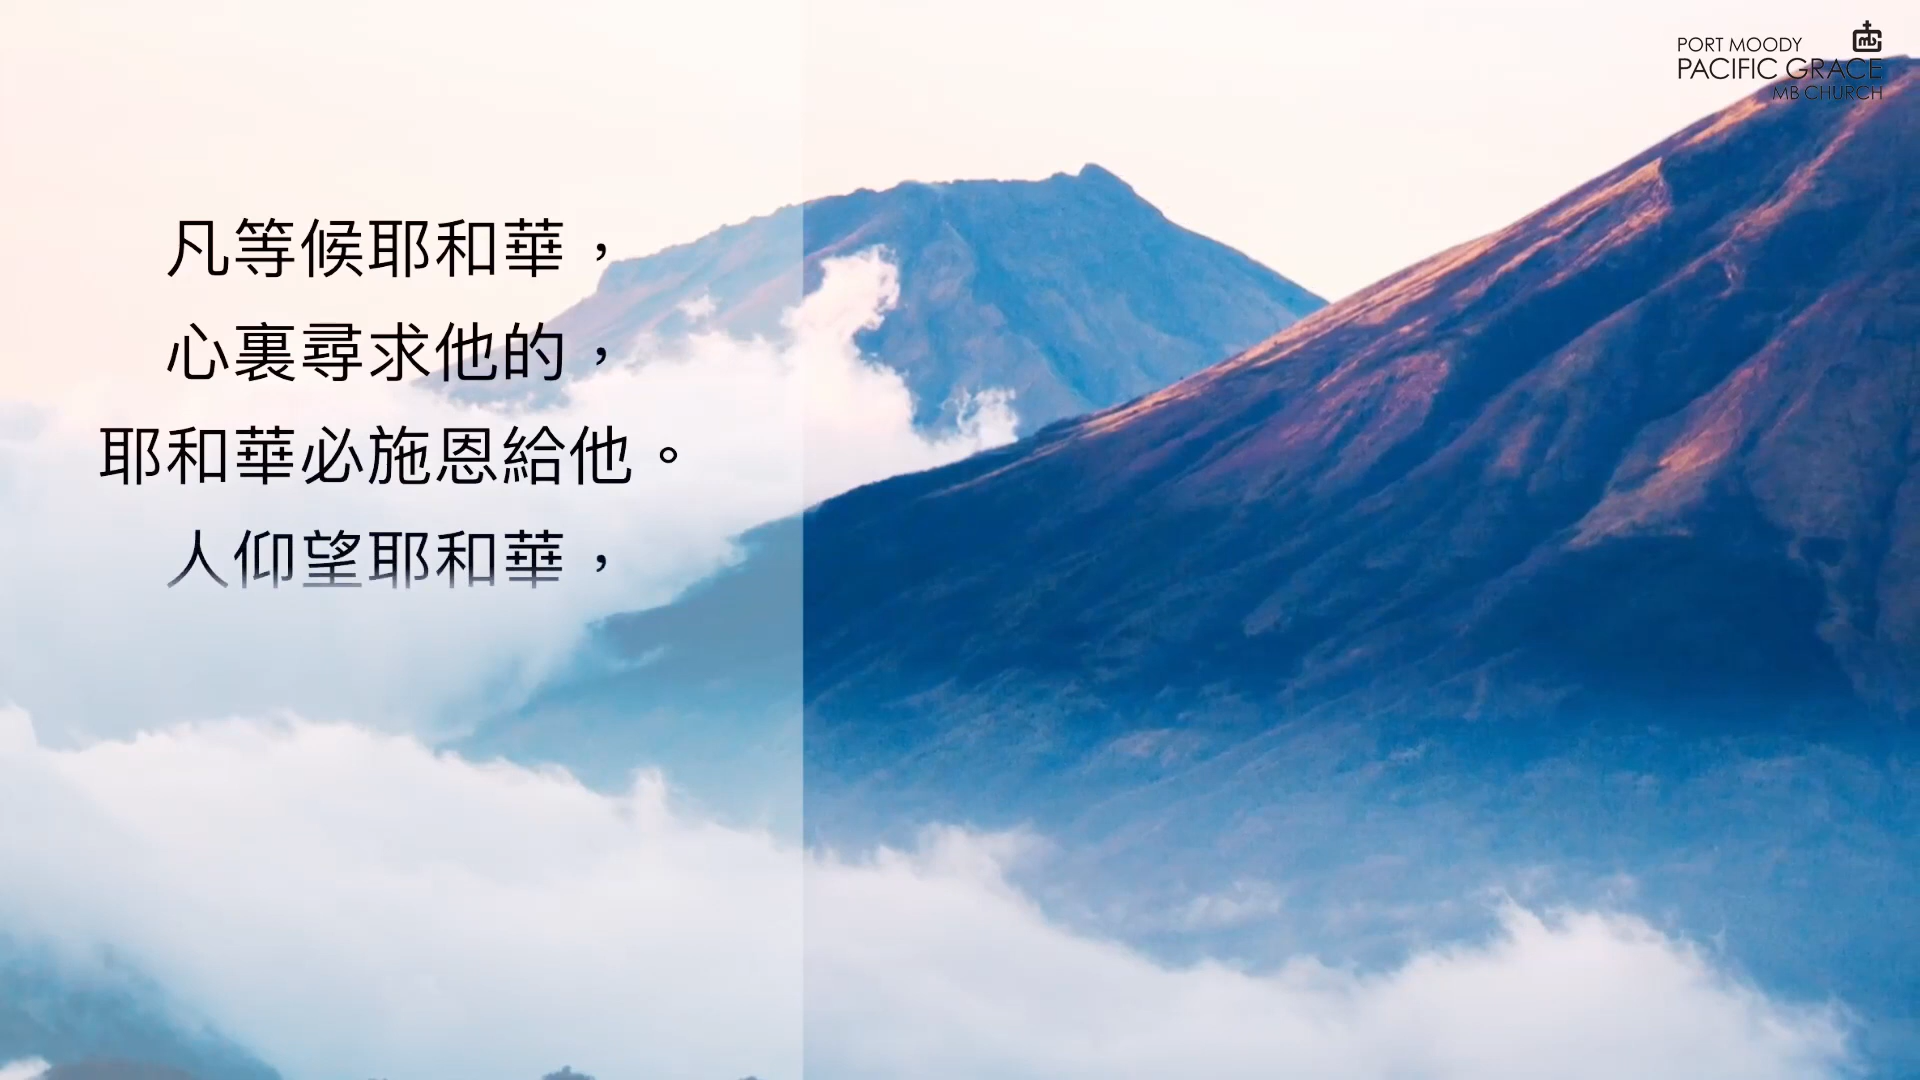 PORT MOODY
PACIFIC GRACE
MB CHURCH
凡等候耶和華，
心裏尋求他的，
耶和華必施恩給他。
人仰望耶和華，